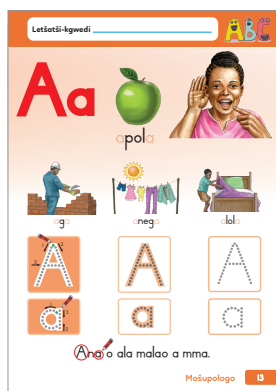 Letšatši-kgwedi
ABC
Aa
apola
aga
anega
alola
A A A
a a a
Ana o ala malao a mma.
Mošupologo 13